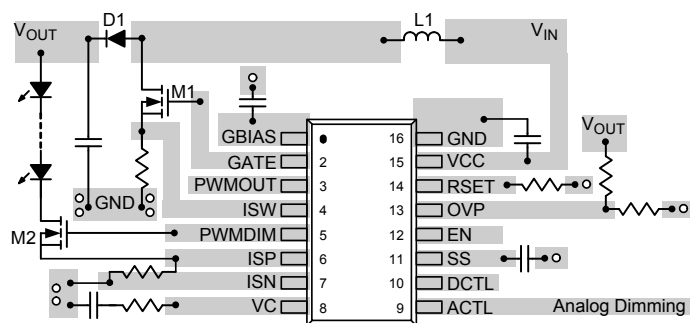 D1
L1
VOUT
VIN
M1
GBIAS
16
GND
GATE
2
15
VCC
VOUT
PWMOUT
3
14
RSET
GND
ISW
4
13
OVP
M2
PWMDIM
5
12
EN
ISP
6
11
SS
ISN
7
10
DCTL
VC
8
9
ACTL
Analog Dimming